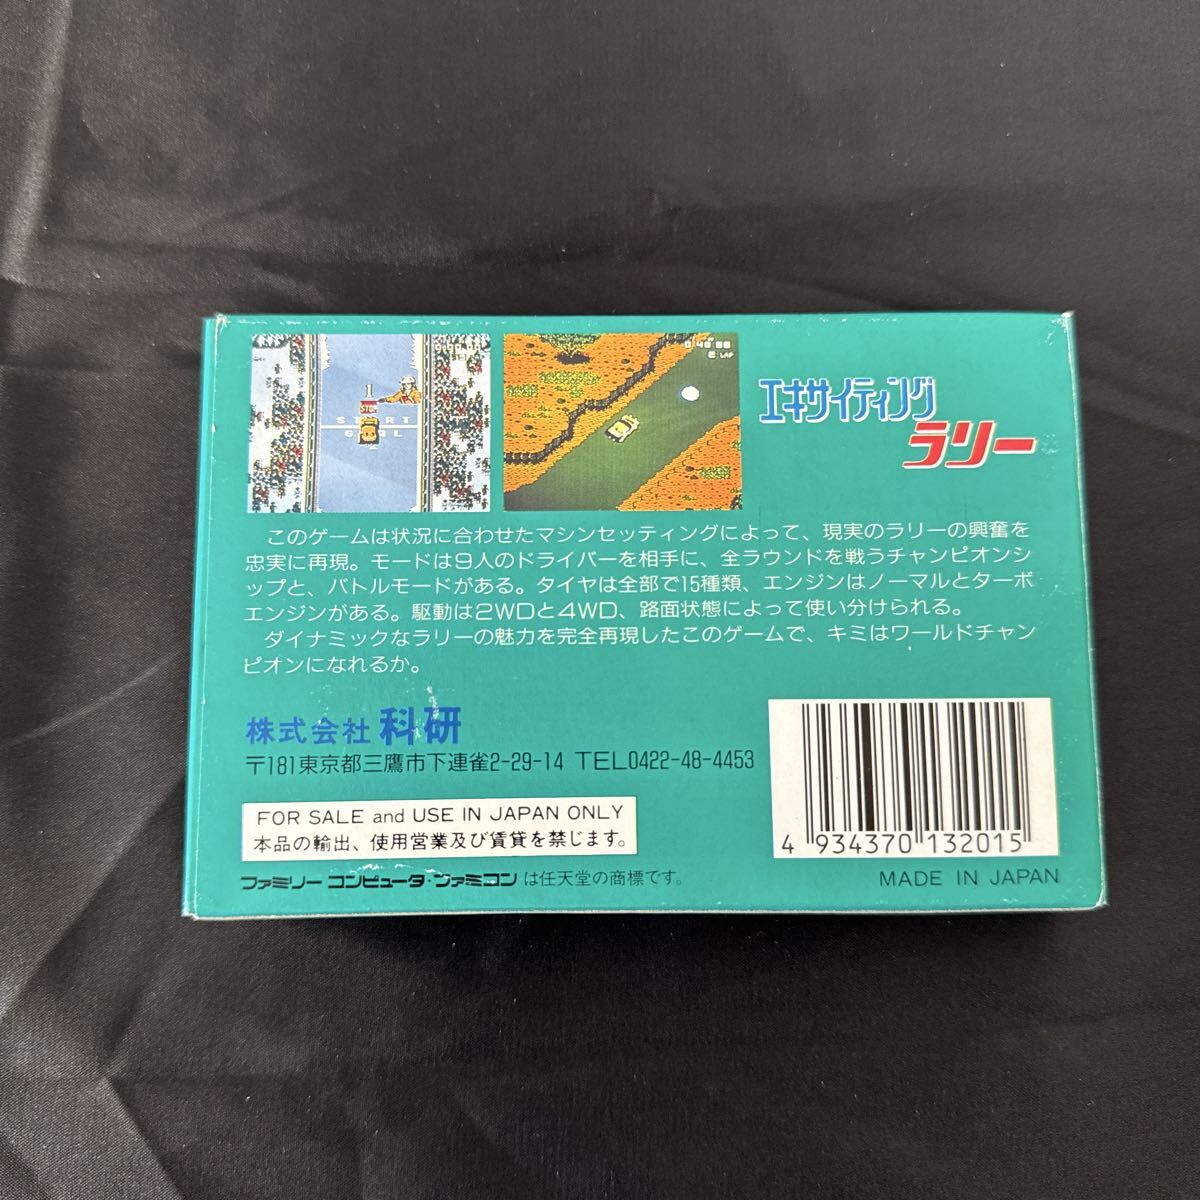 START
GOAL
2 LAP
エキサイティング
ラリー
このゲームは状況に合わせたマシンセッティングによって、現実のラリーの興奮を
忠実に再現。モードは9人のドライバーを相手に、全ラウンドを戦うチャンピオンシ
ップと、バトルモードがある。タイヤは全部で15種類、エンジンはノーマルとターボ
エンジンがある。駆動は2WDと4WD、路面状態によって使い分けられる。
ダイナミックなラリーの魅力を完全再現したこのゲームで、キミはワールドチャン
ピオンになれるか。
株式会社 科研
〒181東京都三鷹市下連雀2-29-14 TEL0422-48-4453
FOR SALE and USE IN JAPAN ONLY
本品の輸出、使用営業及び賃貸を禁じます。
ファミリーコンピュータ・ファミコンは任天堂の商標です。
4 934370 132015
MADE IN JAPAN